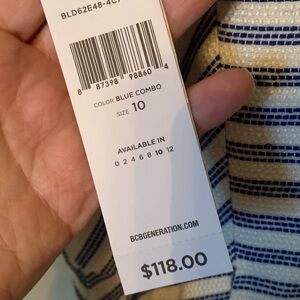 BLD62E48-4C7
8 87398 98860 4
COLOR BLUE COMBO
SIZE 10
AVAILABLE IN
0 2 4 6 8 10 12
BCBGENERATION.COM
$118.00